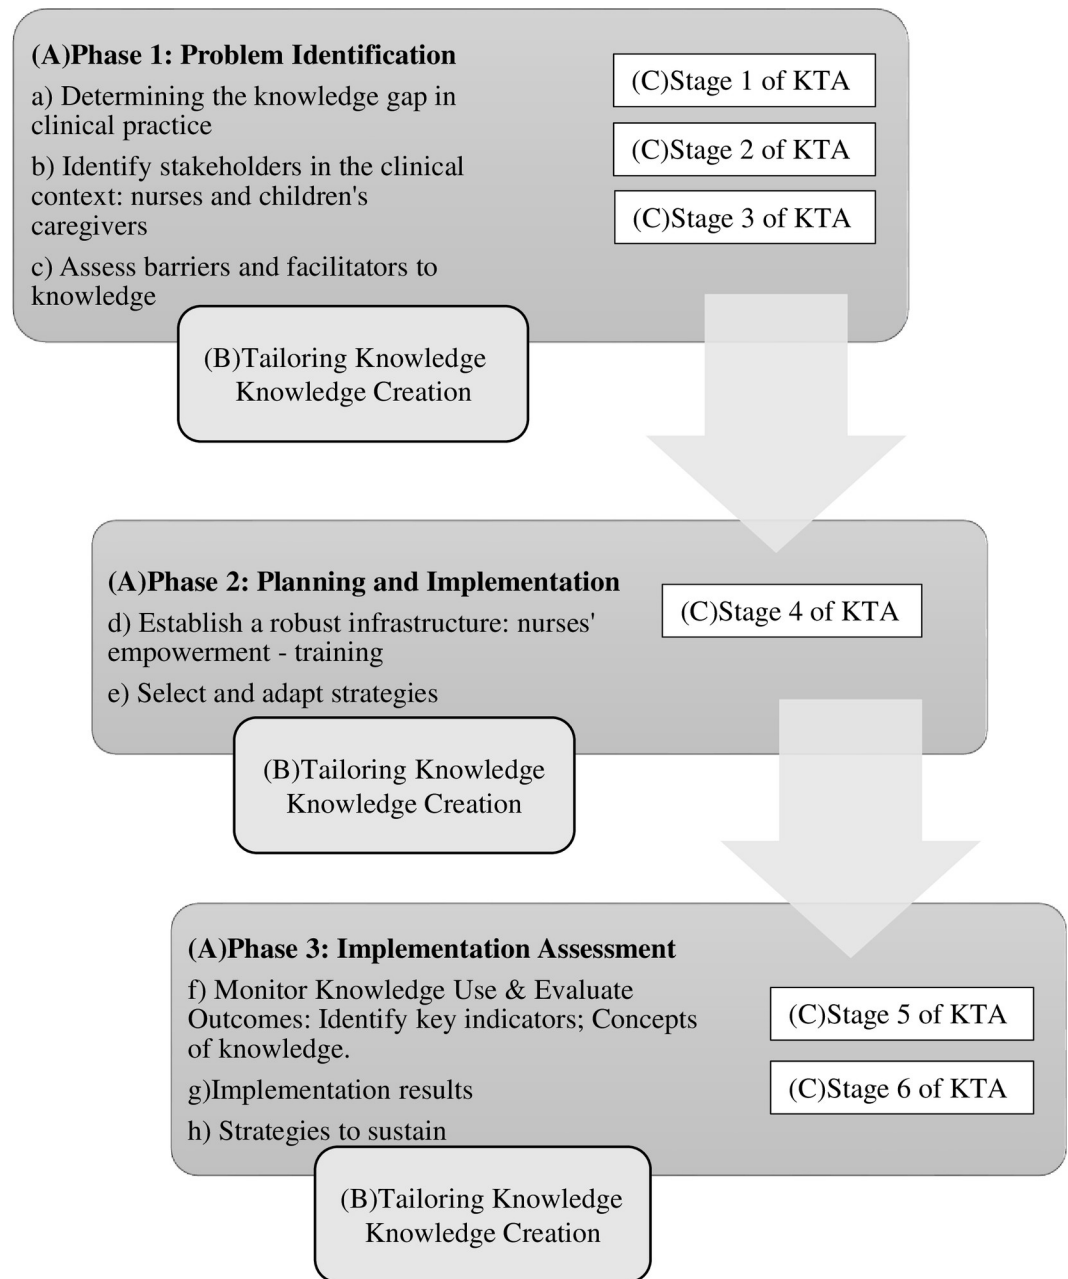 (A)Phase 1: Problem Identification
a) Determining the knowledge gap in
clinical practice
b) Identify stakeholders in the clinical
context: nurses and children's
caregivers
c) Assess barriers and facilitators to
knowledge
(C)Stage 1 of KTA
(C)Stage 2 of KTA
(C)Stage 3 of KTA
(B)Tailoring Knowledge
Knowledge Creation
(A)Phase 2: Planning and Implementation
d) Establish a robust infrastructure: nurses'
empowerment - training
e) Select and adapt strategies
(C)Stage 4 of KTA
(B)Tailoring Knowledge
Knowledge Creation
(A)Phase 3: Implementation Assessment
f) Monitor Knowledge Use & Evaluate
Outcomes: Identify key indicators; Concepts
of knowledge.
g)Implementation results
h) Strategies to sustain
(C)Stage 5 of KTA
(C)Stage 6 of KTA
(B)Tailoring Knowledge
Knowledge Creation